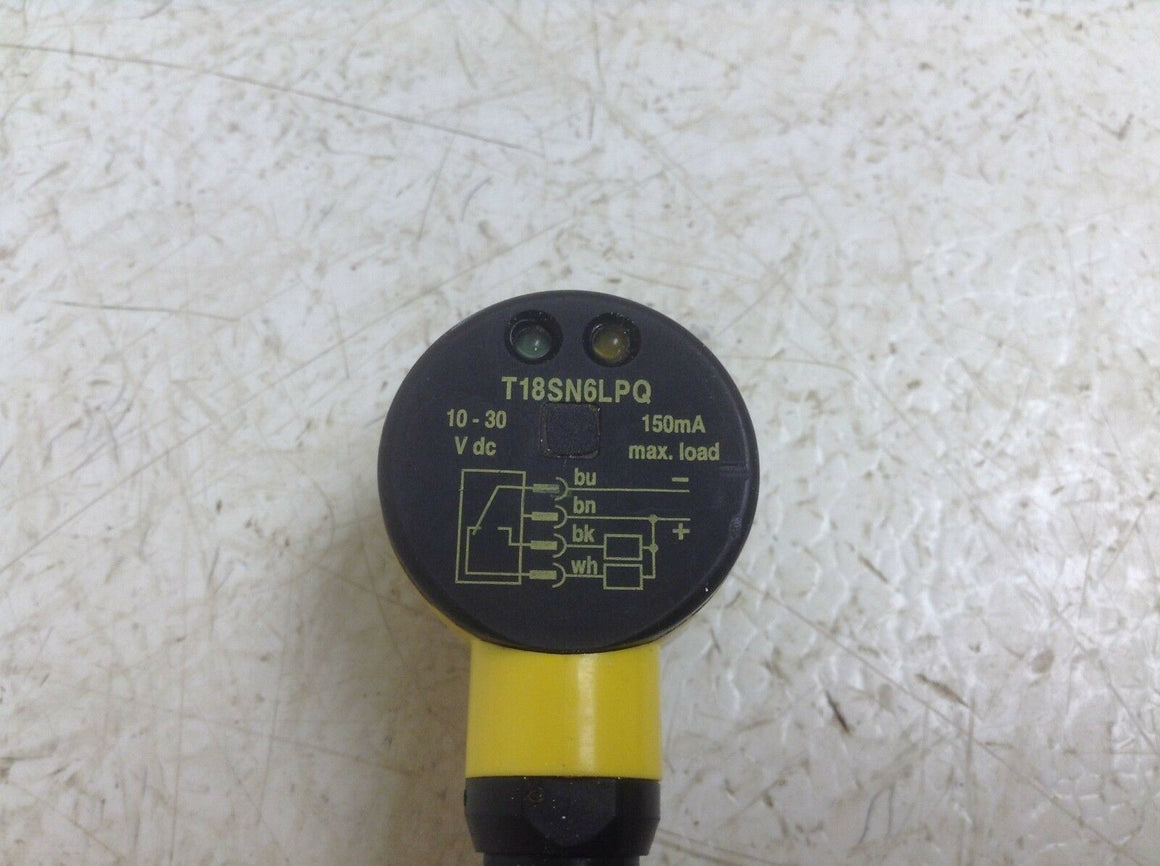 T18SN6LPQ
10 - 30
V dc
150mA
max. load
bu −
bn
bk +
wh